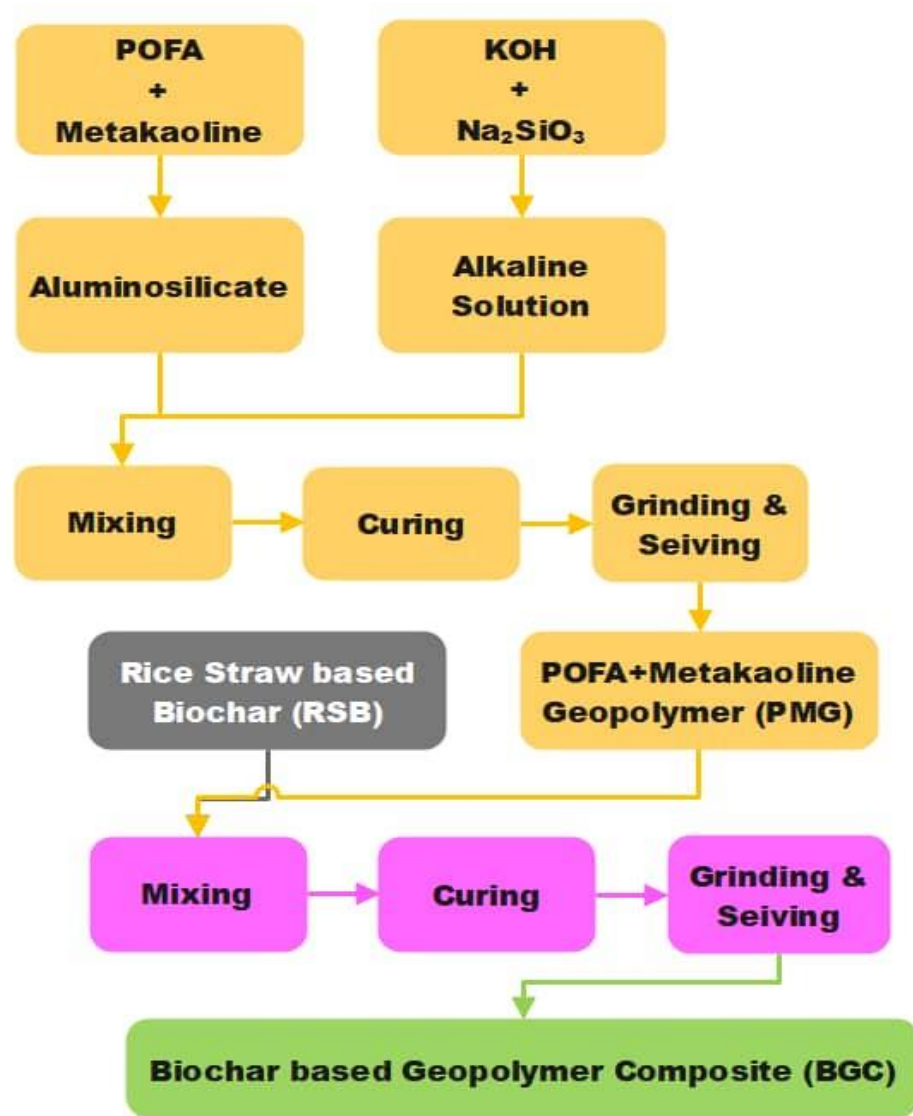 POFA
+
Metakaoline
KOH
+
Na₂SiO₃
Aluminosilicate
Alkaline
Solution
Mixing
Curing
Grinding &
Seiving
Rice Straw based
Biochar (RSB)
POFA+Metakaoline
Geopolymer (PMG)
Mixing
Curing
Grinding &
Seiving
Biochar based Geopolymer Composite (BGC)